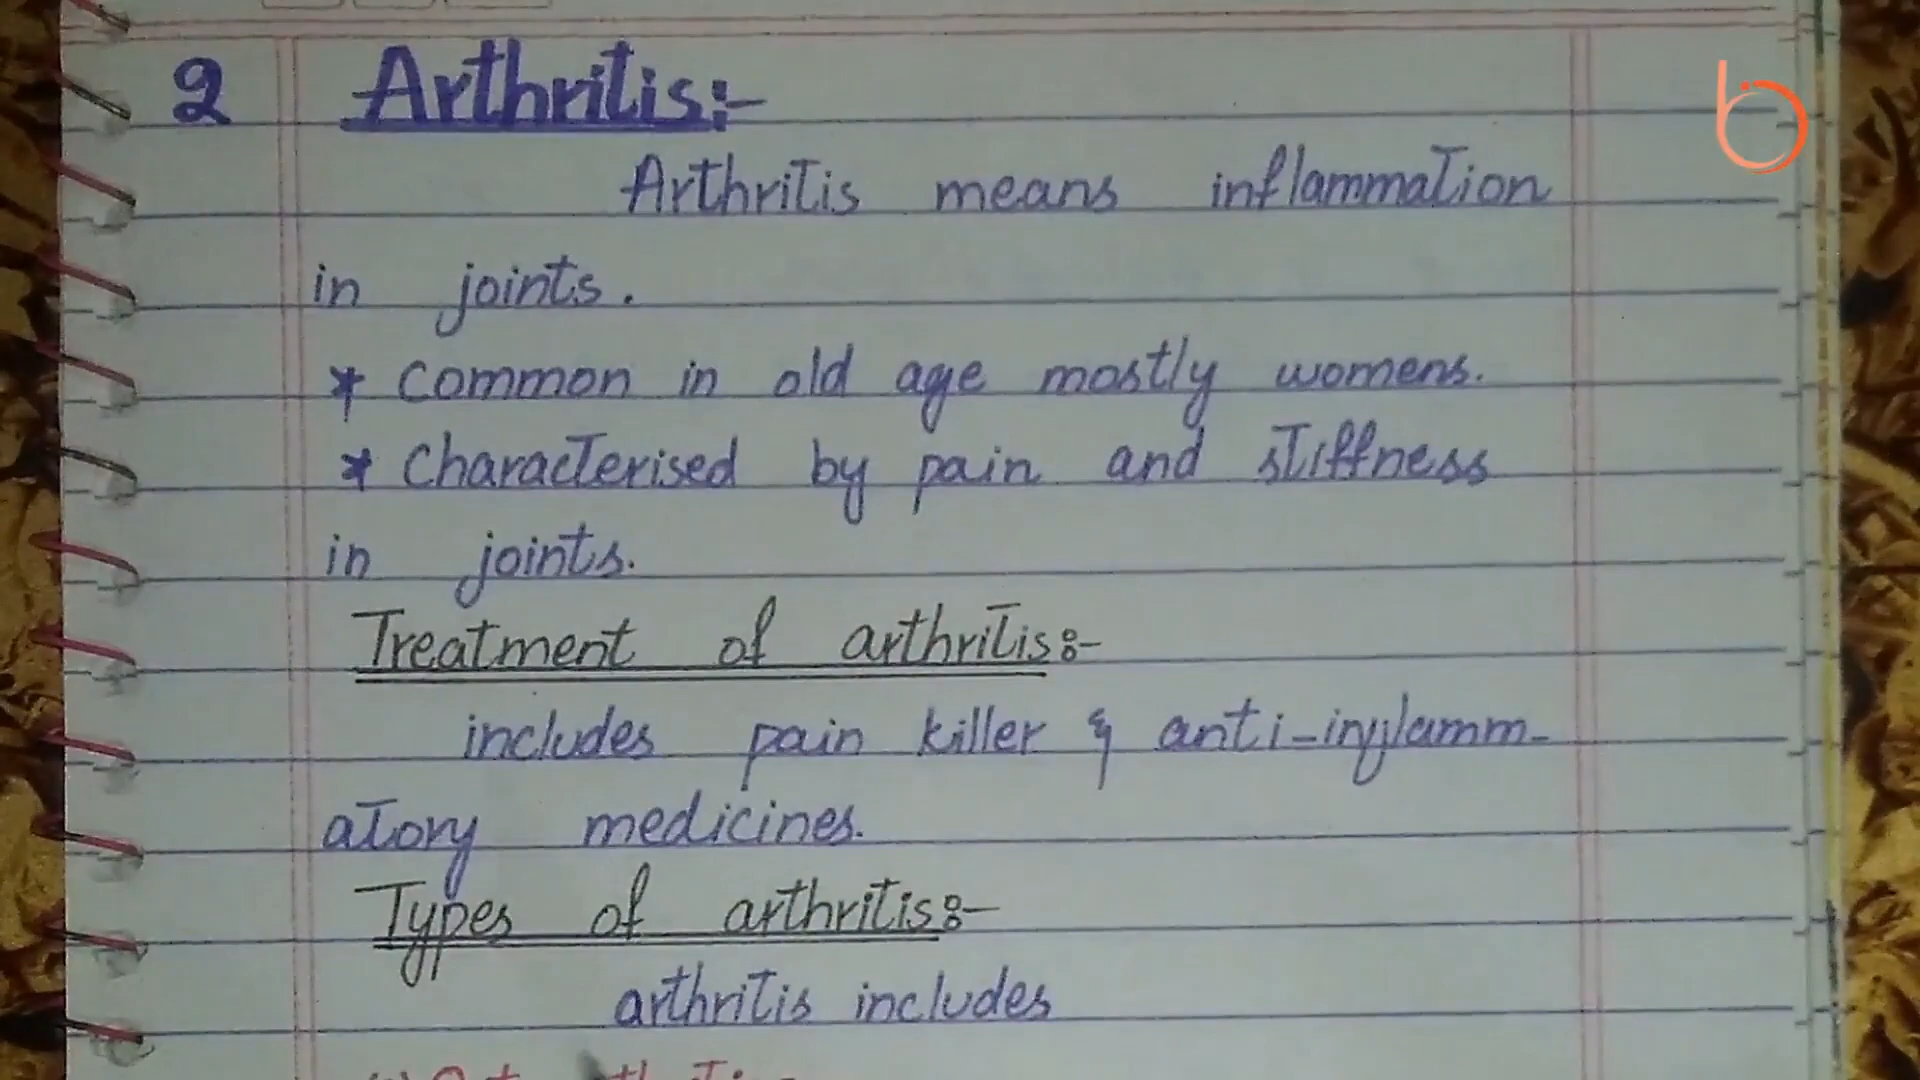 2 Arthritis:-
Arthritis means inflammation
in joints.
* Common in old age mostly womens.
* Characterised by pain and stiffness
in joints.
Treatment of arthritis:-
includes pain killer & anti-inflamm-
atory medicines.
Types of arthritis:-
arthritis includes